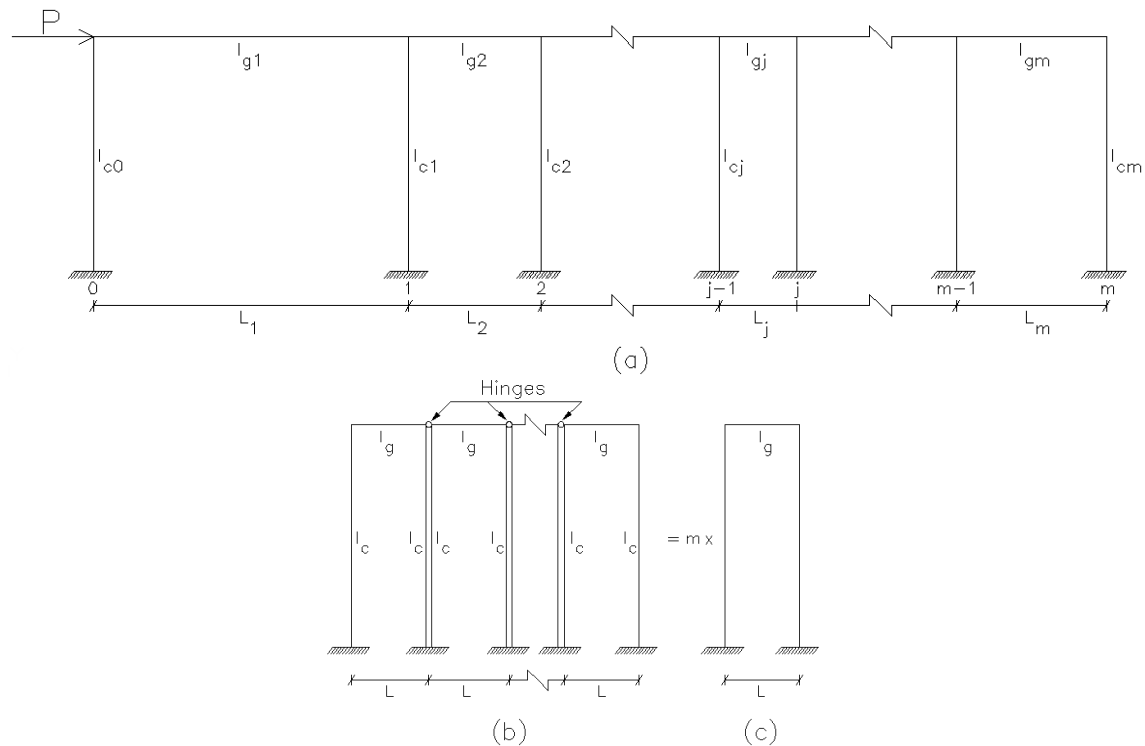 P
I_g1 I_g2 I_gj I_gm
I_c0 I_c1 I_c2 I_cj I_cm
0 1 2 j-1 j m-1 m
L_1 L_2 L_j L_m
(a)
Hinges
I_g I_g I_g I_g
I_c I_c I_c I_c I_c I_c = m x
L L L L
(b) (c)